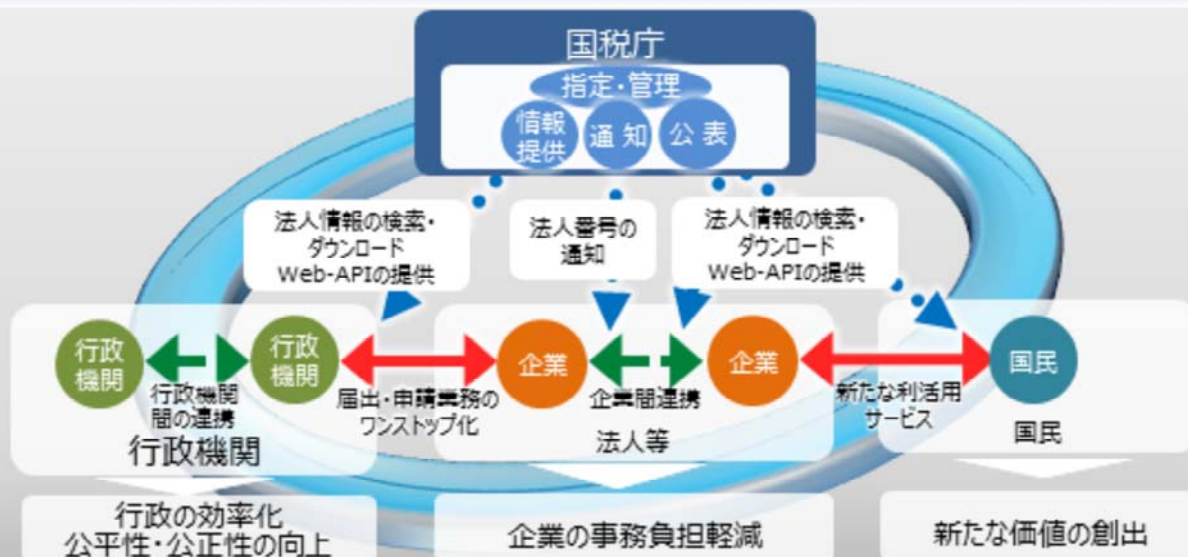 国税庁
指定・管理
情報
提供
通知
公表
法人情報の検索・
ダウンロード
Web-APIの提供
法人番号の
通知
法人情報の検索・
ダウンロード
Web-APIの提供
行政
機関
行政
機関
企業
企業
国民
行政機関
間の連携
届出・申請業務の
ワンストップ化
企業間連携
新たな利活用
サービス
行政機関
法人等
国民
行政の効率化
公平性・公正性の向上
企業の事務負担軽減
新たな価値の創出